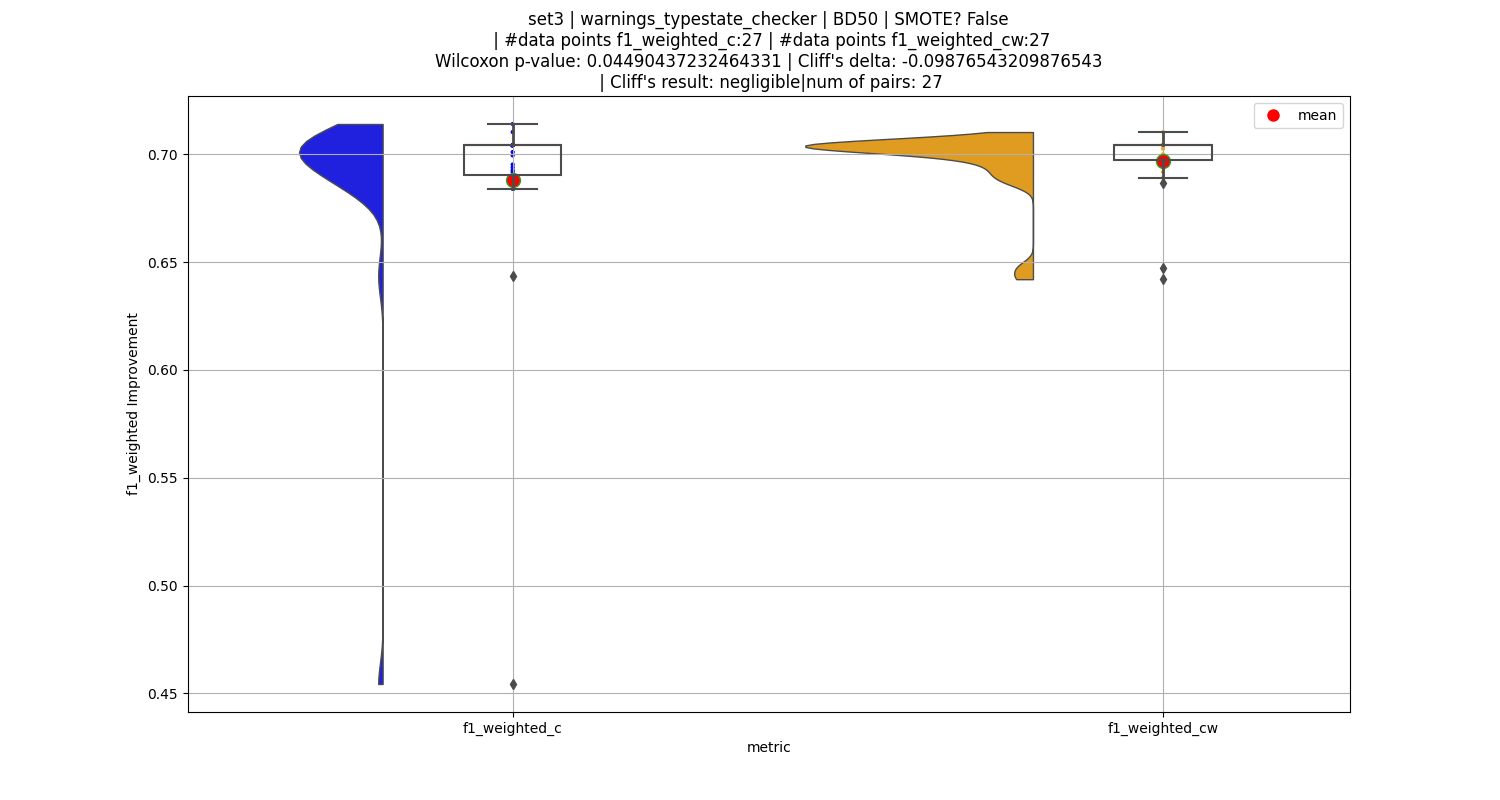 set3 | warnings_typestate_checker | BD50 | SMOTE? False
| #data points f1_weighted_c:27 | #data points f1_weighted_cw:27
Wilcoxon p-value: 0.04490437232464331 | Cliff's delta: -0.09876543209876543
| Cliff's result: negligible|num of pairs: 27
mean
0.70
0.65
0.60
0.55
0.50
0.45
f1_weighted Improvement
f1_weighted_c
f1_weighted_cw
metric